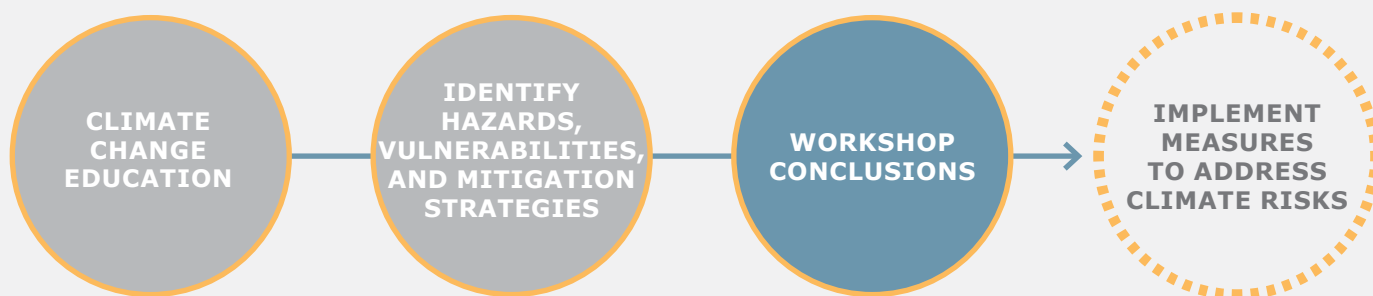 CLIMATE
CHANGE
EDUCATION
IDENTIFY
HAZARDS,
VULNERABILITIES,
AND MITIGATION
STRATEGIES
WORKSHOP
CONCLUSIONS
IMPLEMENT
MEASURES
TO ADDRESS
CLIMATE RISKS